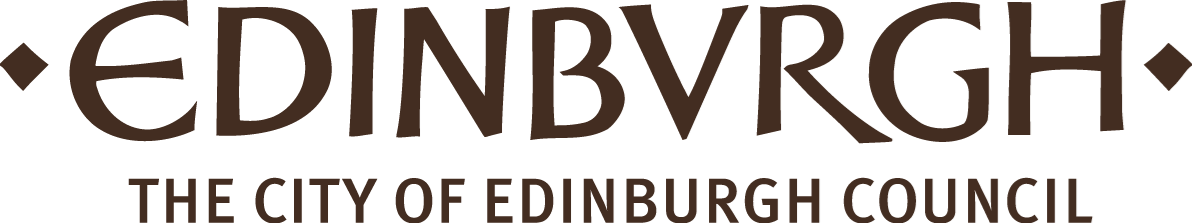 EDINBVRGH
THE CITY OF EDINBURGH COUNCIL